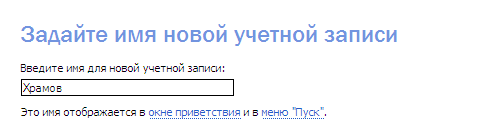 Задайте имя новой учетной записи
Введите имя для новой учетной записи:
Храмов
Это имя отображается в окне приветствия и в меню "Пуск".